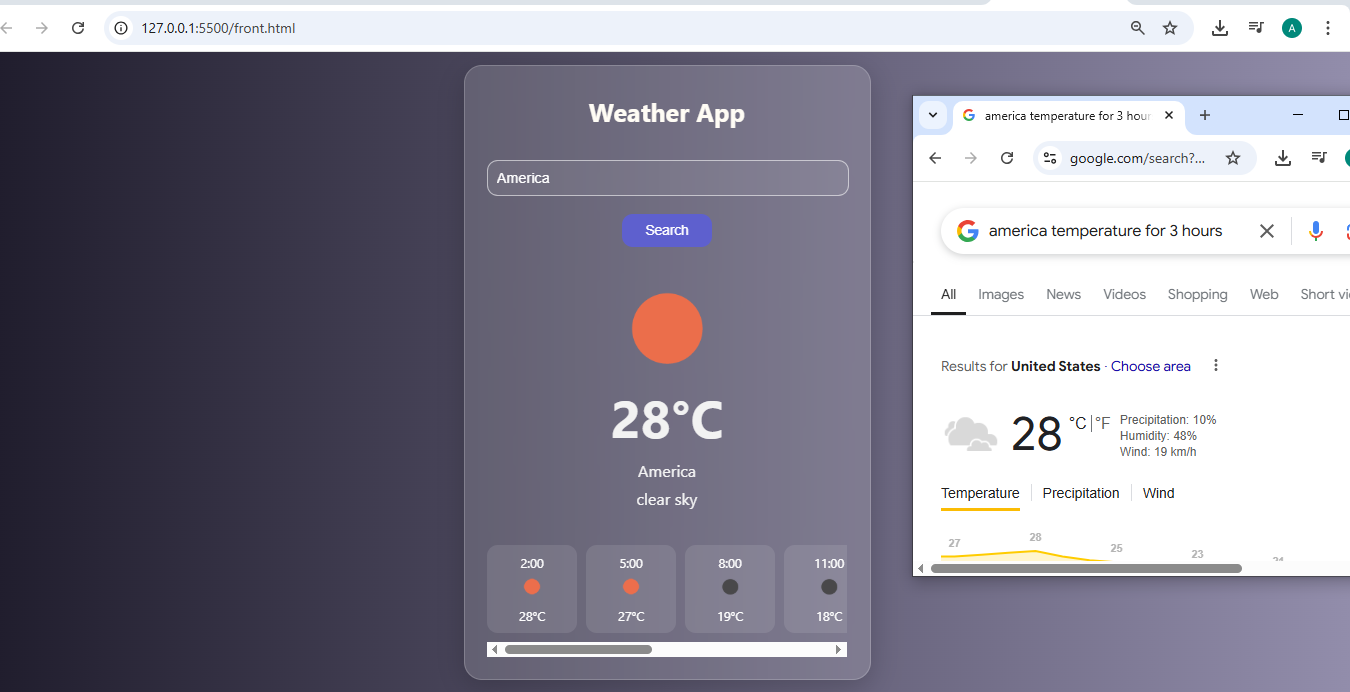 127.0.0.1:5500/front.html
A
Weather App
America
Search
28°C
America
clear sky
2:00 5:00 8:00 11:00
28°C 27°C 19°C 18°C
america temperature for 3 hour
google.com/search?...
america temperature for 3 hours
All Images News Videos Shopping Web Short vi
Results for United States · Choose area
28 °C | °F
Precipitation: 10%
Humidity: 48%
Wind: 19 km/h
Temperature Precipitation Wind
27 28 25 23